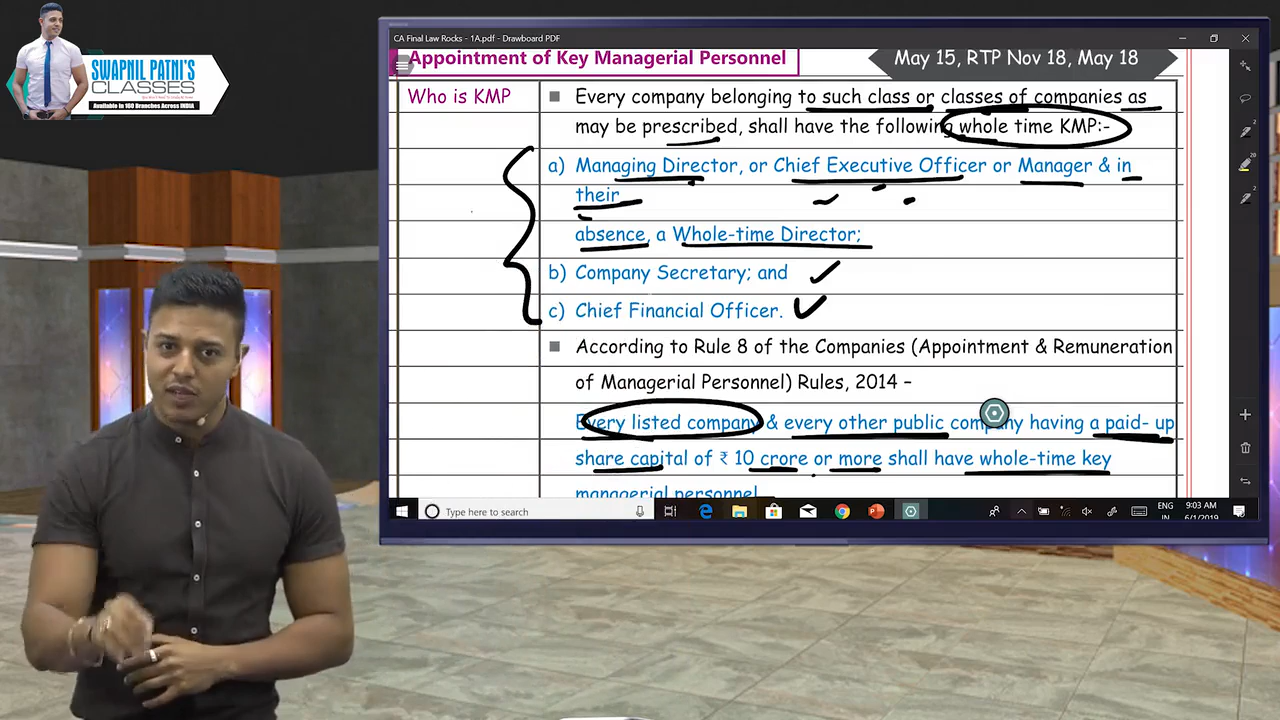 SWAPNIL PATNI'S
CLASSES
Available in 160 Branches Across INDIA
CA Final Law Rocks - 1A.pdf - Drawboard PDF
Appointment of Key Managerial Personnel
May 15, RTP Nov 18, May 18
Who is KMP
■ Every company belonging to such class or classes of companies as
may be prescribed, shall have the following whole time KMP:-
a) Managing Director, or Chief Executive Officer or Manager & in
their
absence, a Whole-time Director;
b) Company Secretary; and
c) Chief Financial Officer.
■ According to Rule 8 of the Companies (Appointment & Remuneration
of Managerial Personnel) Rules, 2014 –
Every listed company & every other public company having a paid- up
share capital of ₹ 10 crore or more shall have whole-time key
managerial personnel
Type here to search
ENG
IN
9:03 AM
6/1/2019